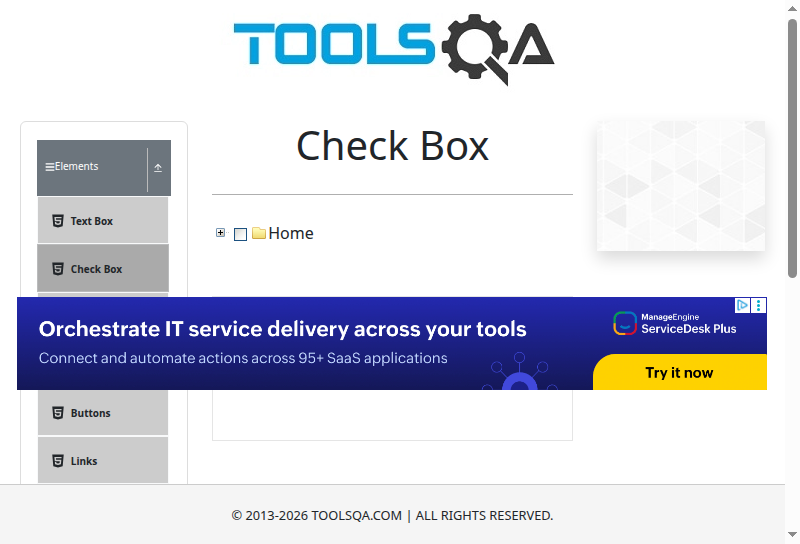 TOOLSQA
Elements
Text Box
Check Box
Check Box
Home
Orchestrate IT service delivery across your tools
Connect and automate actions across 95+ SaaS applications
ManageEngine
ServiceDesk Plus
Try it now
Buttons
Links
© 2013-2026 TOOLSQA.COM | ALL RIGHTS RESERVED.